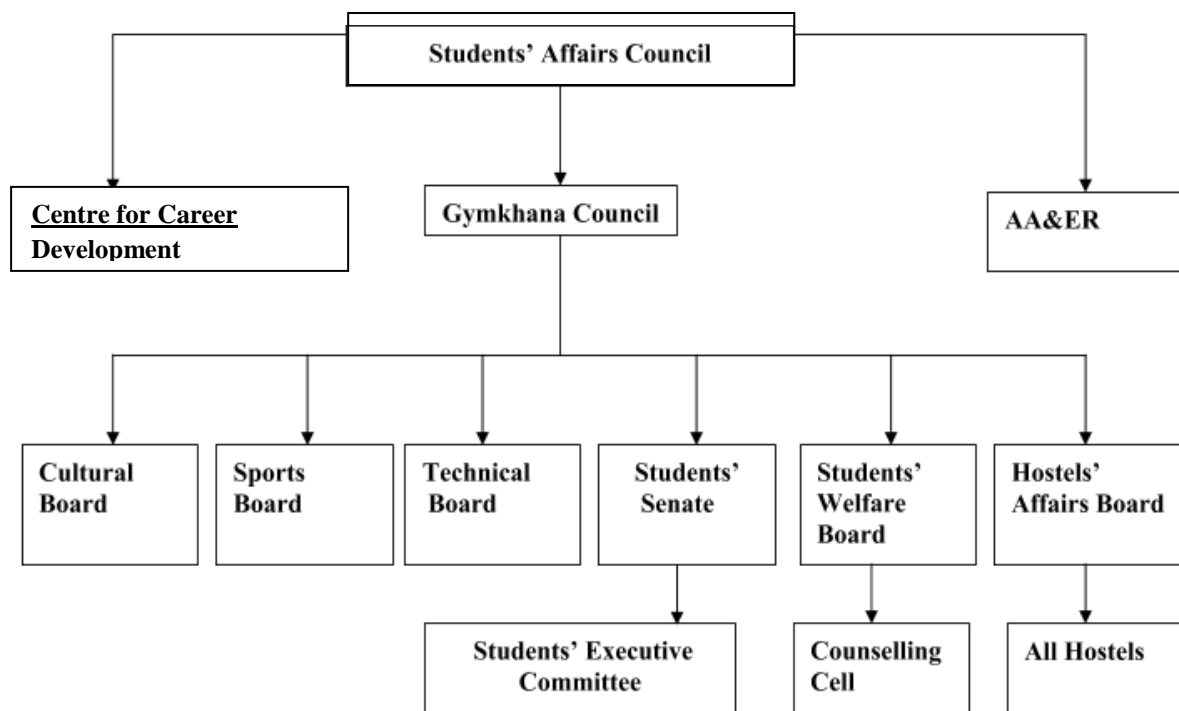 Students’ Affairs Council
Centre for Career
Development
Gymkhana Council
AA&ER
Cultural
Board
Sports
Board
Technical
Board
Students’
Senate
Students’
Welfare
Board
Hostels’
Affairs Board
Students’ Executive
Committee
Counselling
Cell
All Hostels